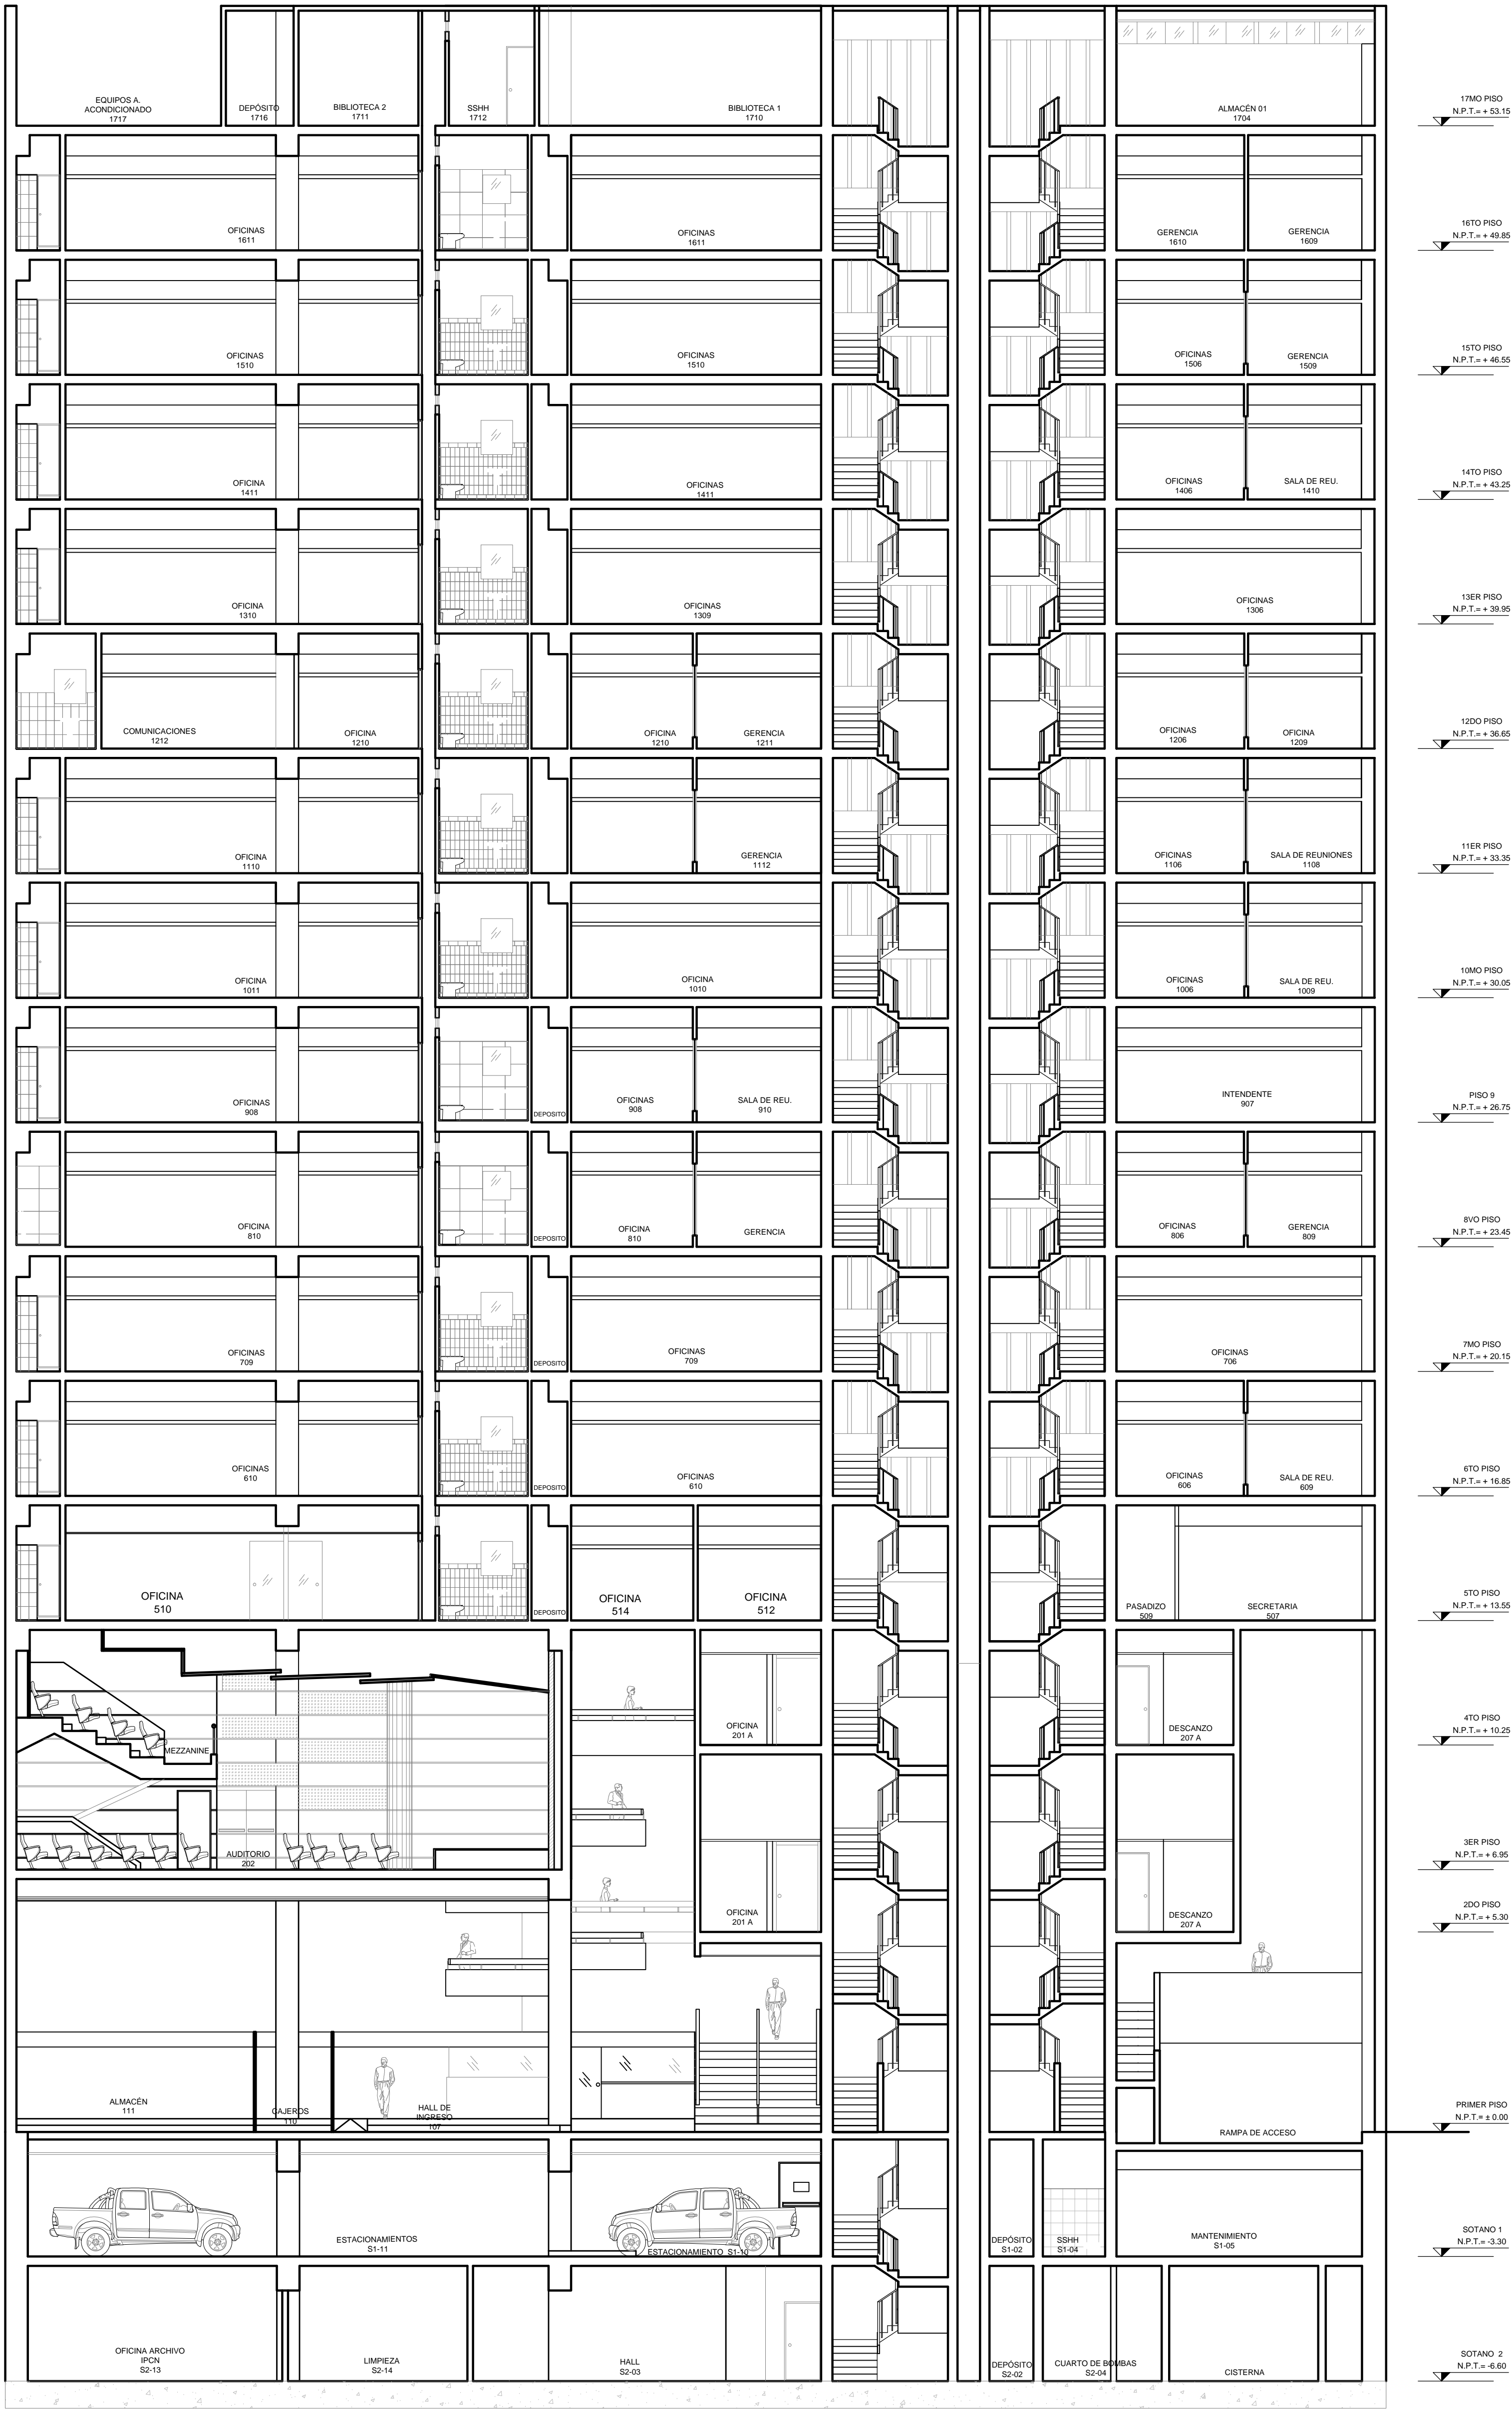 EQUIPOS A.
ACONDICIONADO
1717
DEPÓSITO
1716
BIBLIOTECA 2
1711
SSHH
1712
BIBLIOTECA 1
1710
ALMACÉN 01
1704
17MO PISO
N.P.T.= + 53.15
OFICINAS
1611
OFICINAS
1611
GERENCIA
1610
GERENCIA
1609
16TO PISO
N.P.T.= + 49.85
OFICINAS
1510
OFICINAS
1510
OFICINAS
1506
GERENCIA
1509
15TO PISO
N.P.T.= + 46.55
OFICINA
1411
OFICINAS
1411
OFICINAS
1406
SALA DE REU.
1410
14TO PISO
N.P.T.= + 43.25
OFICINA
1310
OFICINAS
1309
OFICINAS
1306
13ER PISO
N.P.T.= + 39.95
COMUNICACIONES
1212
OFICINA
1210
OFICINA
1210
GERENCIA
1211
OFICINAS
1206
OFICINA
1209
12DO PISO
N.P.T.= + 36.65
OFICINA
1110
GERENCIA
1112
OFICINAS
1106
SALA DE REUNIONES
1108
11ER PISO
N.P.T.= + 33.35
OFICINA
1011
OFICINA
1010
OFICINAS
1006
SALA DE REU.
1009
10MO PISO
N.P.T.= + 30.05
OFICINAS
908
DEPOSITO
OFICINAS
908
SALA DE REU.
910
INTENDENTE
907
PISO 9
N.P.T.= + 26.75
OFICINA
810
DEPOSITO
OFICINA
810
GERENCIA
OFICINAS
806
GERENCIA
809
8VO PISO
N.P.T.= + 23.45
OFICINAS
709
DEPOSITO
OFICINAS
709
OFICINAS
706
7MO PISO
N.P.T.= + 20.15
OFICINAS
610
DEPOSITO
OFICINAS
610
OFICINAS
606
SALA DE REU.
609
6TO PISO
N.P.T.= + 16.85
OFICINA
510
DEPOSITO
OFICINA
514
OFICINA
512
PASADIZO
509
SECRETARIA
507
5TO PISO
N.P.T.= + 13.55
MEZZANINE
OFICINA
201 A
DESCANZO
207 A
4TO PISO
N.P.T.= + 10.25
AUDITORIO
202
3ER PISO
N.P.T.= + 6.95
OFICINA
201 A
DESCANZO
207 A
2DO PISO
N.P.T.= + 5.30
ALMACÉN
111
CAJEROS
110
HALL DE
INGRESO
107
RAMPA DE ACCESO
PRIMER PISO
N.P.T.= ± 0.00
ESTACIONAMIENTOS
S1-11
ESTACIONAMIENTO S1-10
DEPÓSITO
S1-02
SSHH
S1-04
MANTENIMIENTO
S1-05
SOTANO 1
N.P.T.= -3.30
OFICINA ARCHIVO
IPCN
S2-13
LIMPIEZA
S2-14
HALL
S2-03
DEPÓSITO
S2-02
CUARTO DE BOMBAS
S2-04
CISTERNA
SOTANO 2
N.P.T.= -6.60